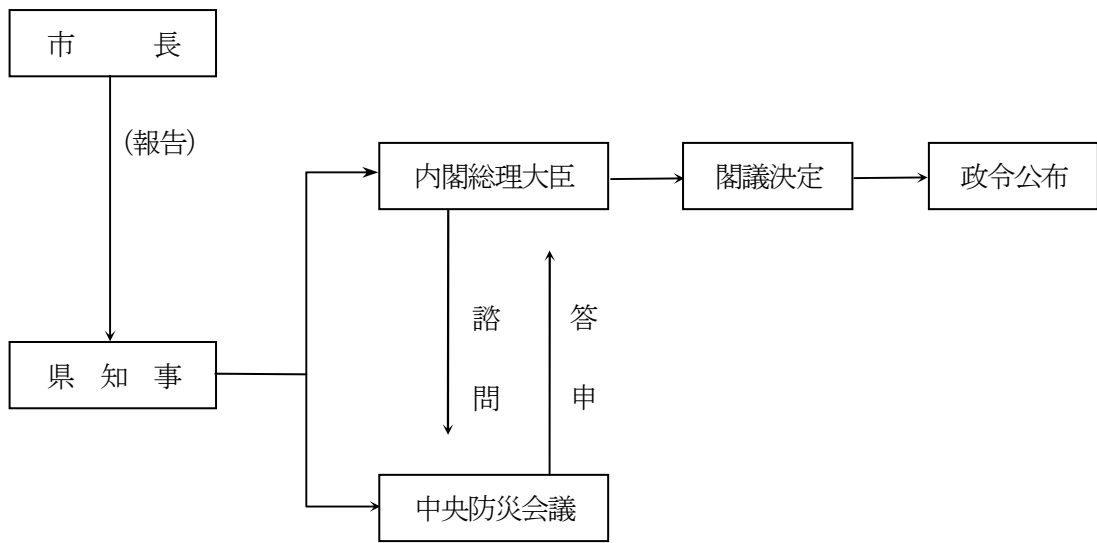 市　　　長
(報告)
内閣総理大臣
閣議決定
政令公布
諮問
答申
県　知　事
中央防災会議